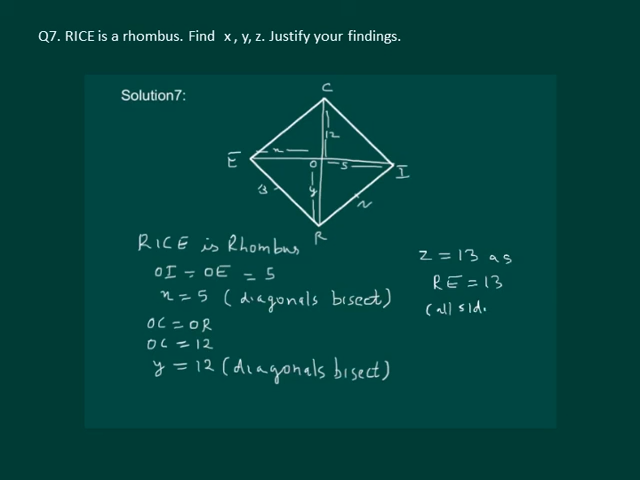 Q7. RICE is a rhombus. Find x, y, z. Justify your findings.
Solution7:
C
12
x
E
O
5
I
13
y
z
R
RICE is Rhombus
OI = OE = 5
x = 5 (diagonals bisect)
OC = OR
OC = 12
y = 12 (diagonals bisect)
z = 13 as
RE = 13
(all sid.